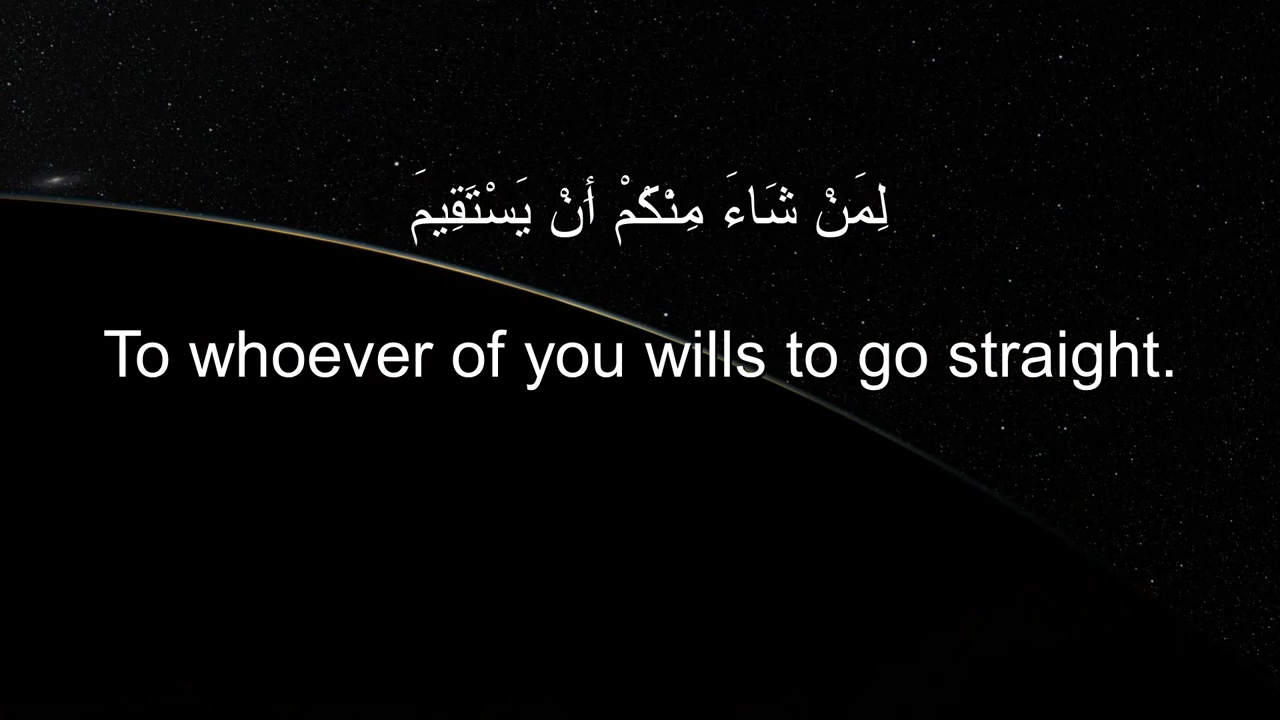 لِمَنْ شَاءَ مِنْكُمْ أَنْ يَسْتَقِيمَ
To whoever of you wills to go straight.